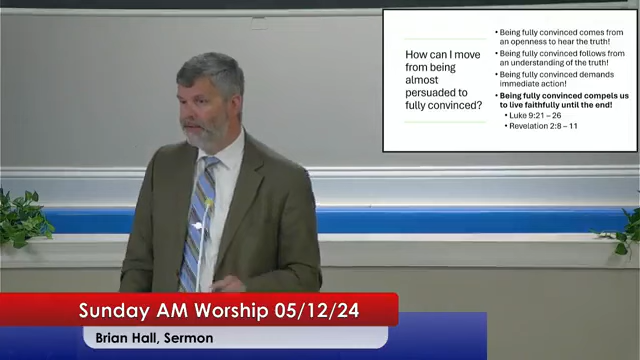 How can I move
from being
almost
persuaded to
fully convinced?
• Being fully convinced comes from
an openness to hear the truth!
• Being fully convinced follows from
an understanding of the truth!
• Being fully convinced demands
immediate action!
• Being fully convinced compels us
to live faithfully until the end!
• Luke 9:21 – 26
• Revelation 2:8 – 11
Sunday AM Worship 05/12/24
Brian Hall, Sermon